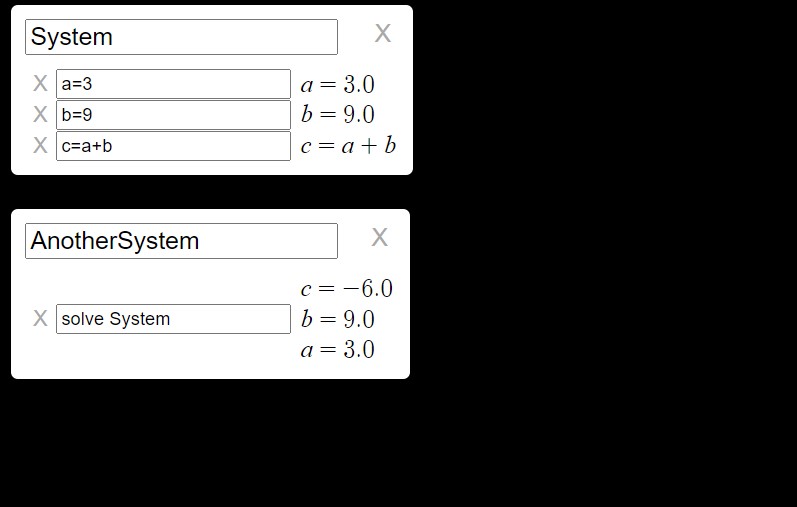 System X
X a=3 a = 3.0
X b=9 b = 9.0
X c=a+b c = a + b
AnotherSystem X
c = −6.0
X solve System b = 9.0
a = 3.0